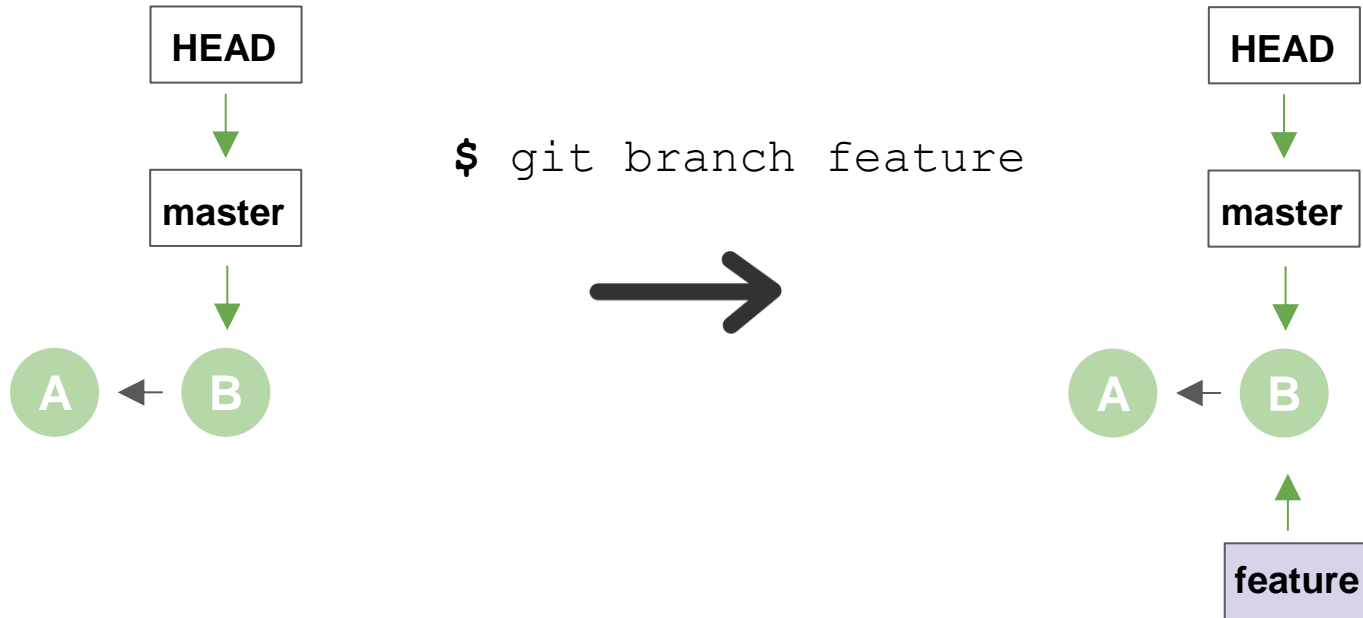 HEAD
master
A
B
$ git branch feature
HEAD
master
A
B
feature